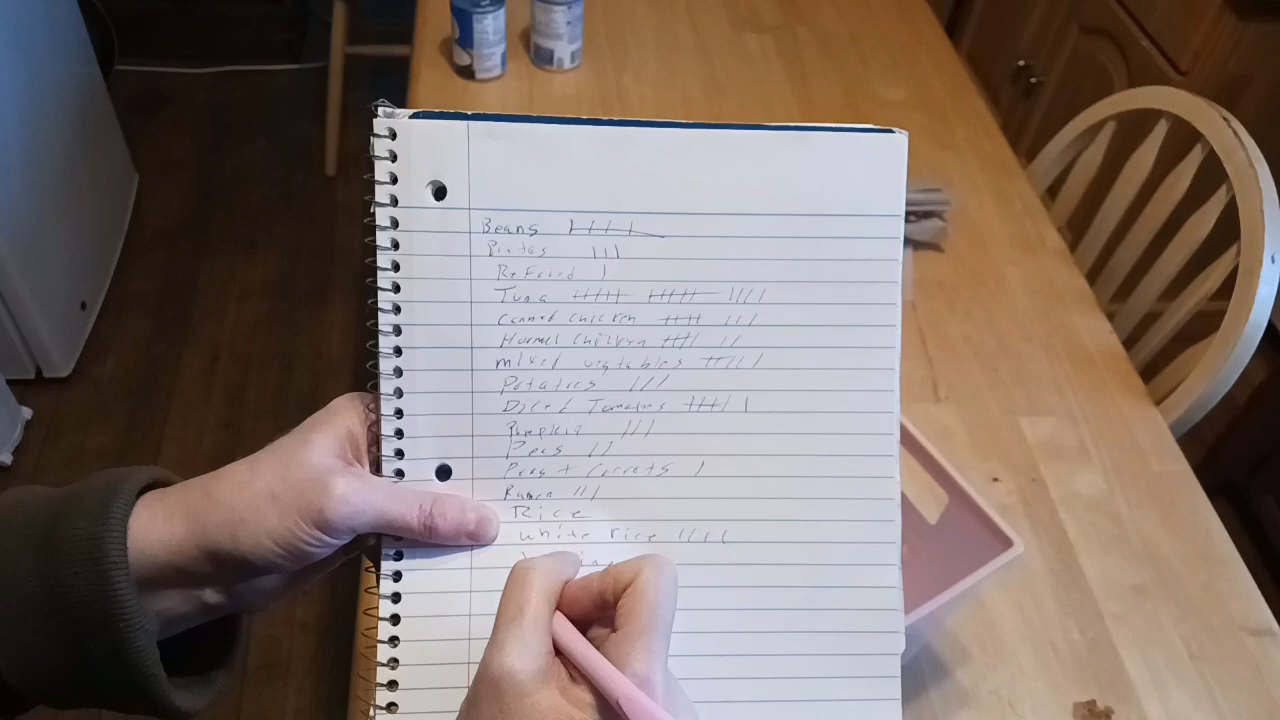 Beans
Pintos
Refried
Tuna
Canned chicken
Hormel chicken
mixed vegtables
Potatoes
Diced Tomatoes
Pumpkin
Peas
Peas + Carrots
Ramen
Rice
white rice